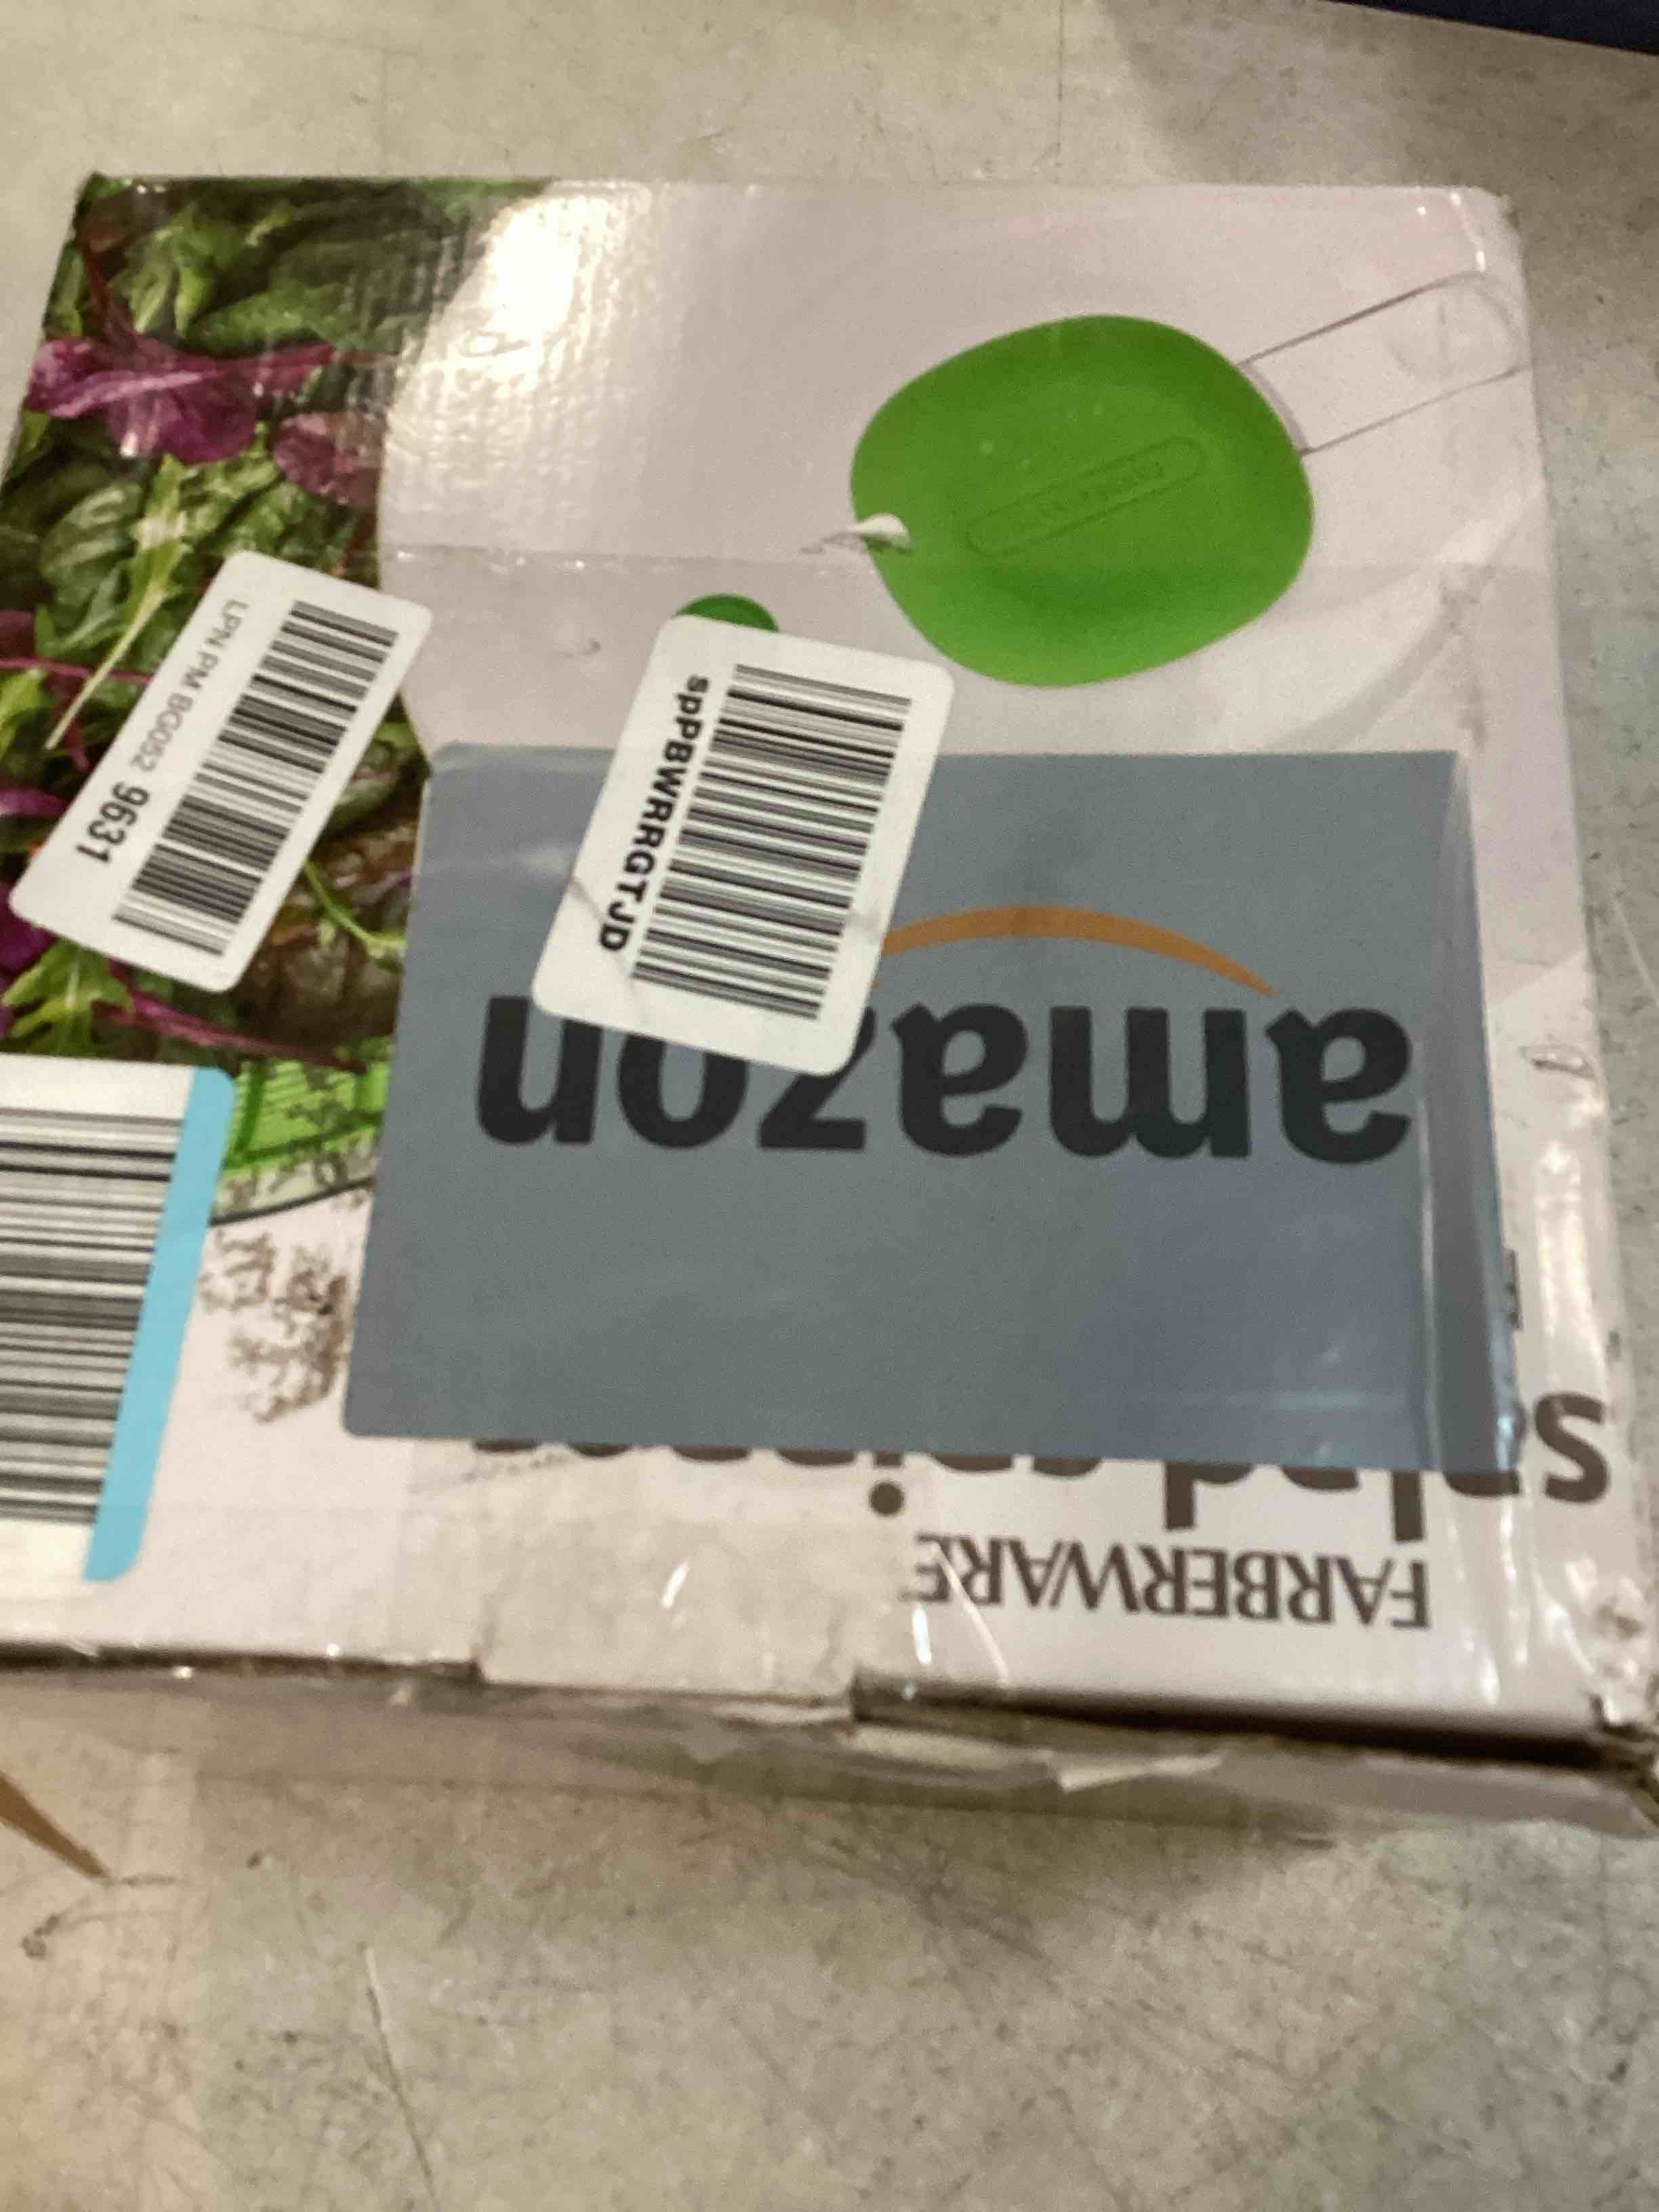 FARBERWARE
salad spinner
amazon
spPBWRRGTJD
LPN PM BG052 9631